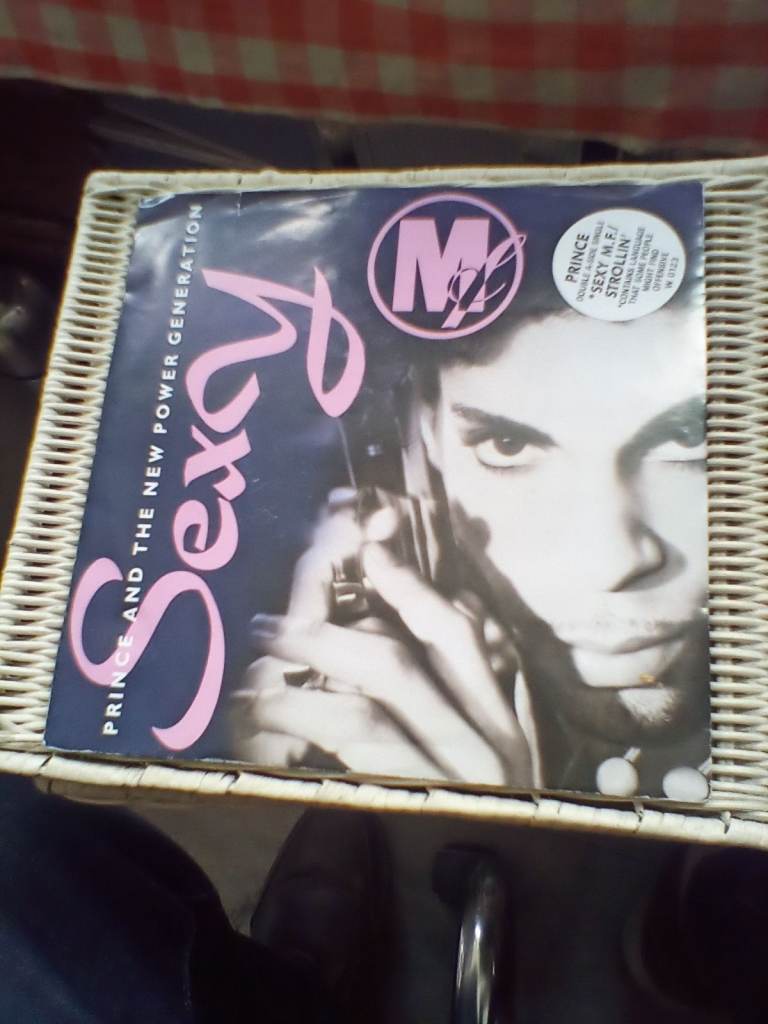 PRINCE AND THE NEW POWER GENERATION
Sexy
MF
PRINCE
DOUBLE A-SIDE SINGLE
*SEXY M.F./
STROLLIN'
*CONTAINS LANGUAGE
THAT SOME PEOPLE
MIGHT FIND
OFFENSIVE
W 0123